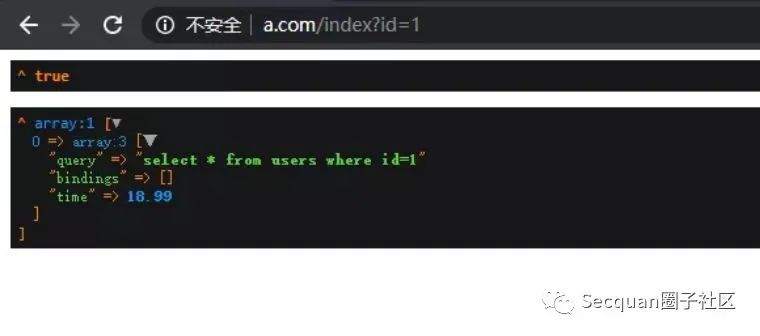 不安全 | a.com/index?id=1
^ true
^ array:1 [▼
0 => array:3 [▼
"query" => "select * from users where id=1"
"bindings" => []
"time" => 18.99
]
]
Secquan圈子社区